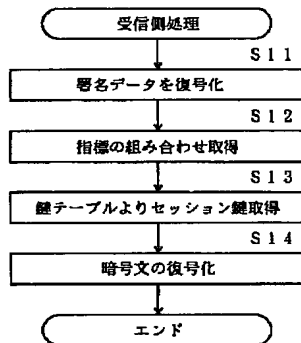 受信側処理
S11
署名データを復号化
S12
指標の組み合わせ取得
S13
鍵テーブルよりセッション鍵取得
S14
暗号文の復号化
エンド